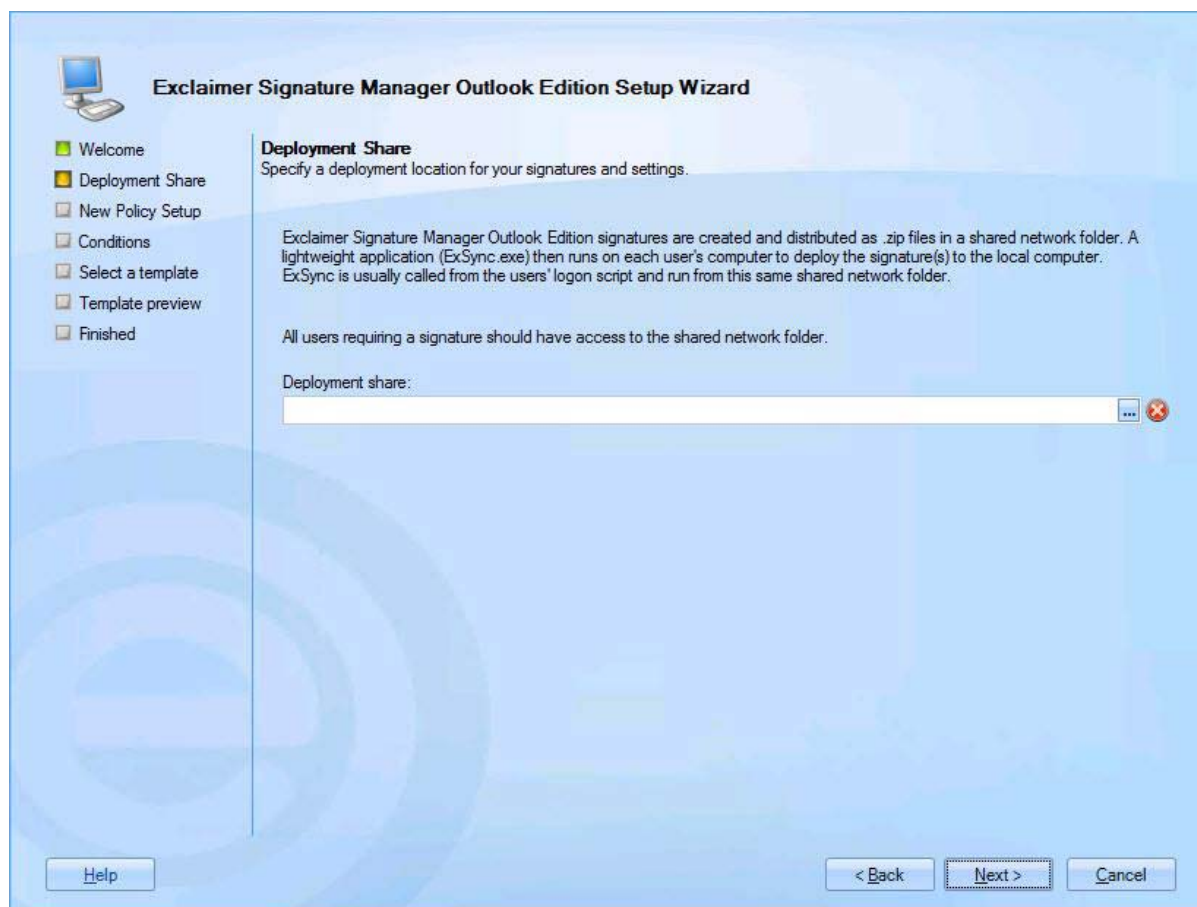 Exclaimer Signature Manager Outlook Edition Setup Wizard
Welcome
Deployment Share
New Policy Setup
Conditions
Select a template
Template preview
Finished
Deployment Share
Specify a deployment location for your signatures and settings.
Exclaimer Signature Manager Outlook Edition signatures are created and distributed as .zip files in a shared network folder. A
lightweight application (ExSync.exe) then runs on each user's computer to deploy the signature(s) to the local computer.
ExSync is usually called from the users' logon script and run from this same shared network folder.
All users requiring a signature should have access to the shared network folder.
Deployment share:
...
Help
< Back
Next >
Cancel